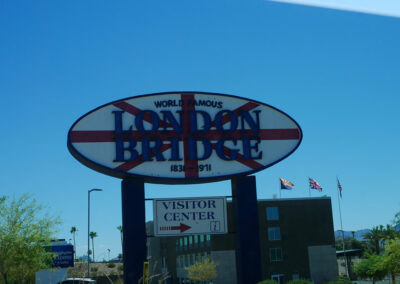 WORLD FAMOUS
LONDON
BRIDGE
1831-1971
VISITOR
CENTER
i